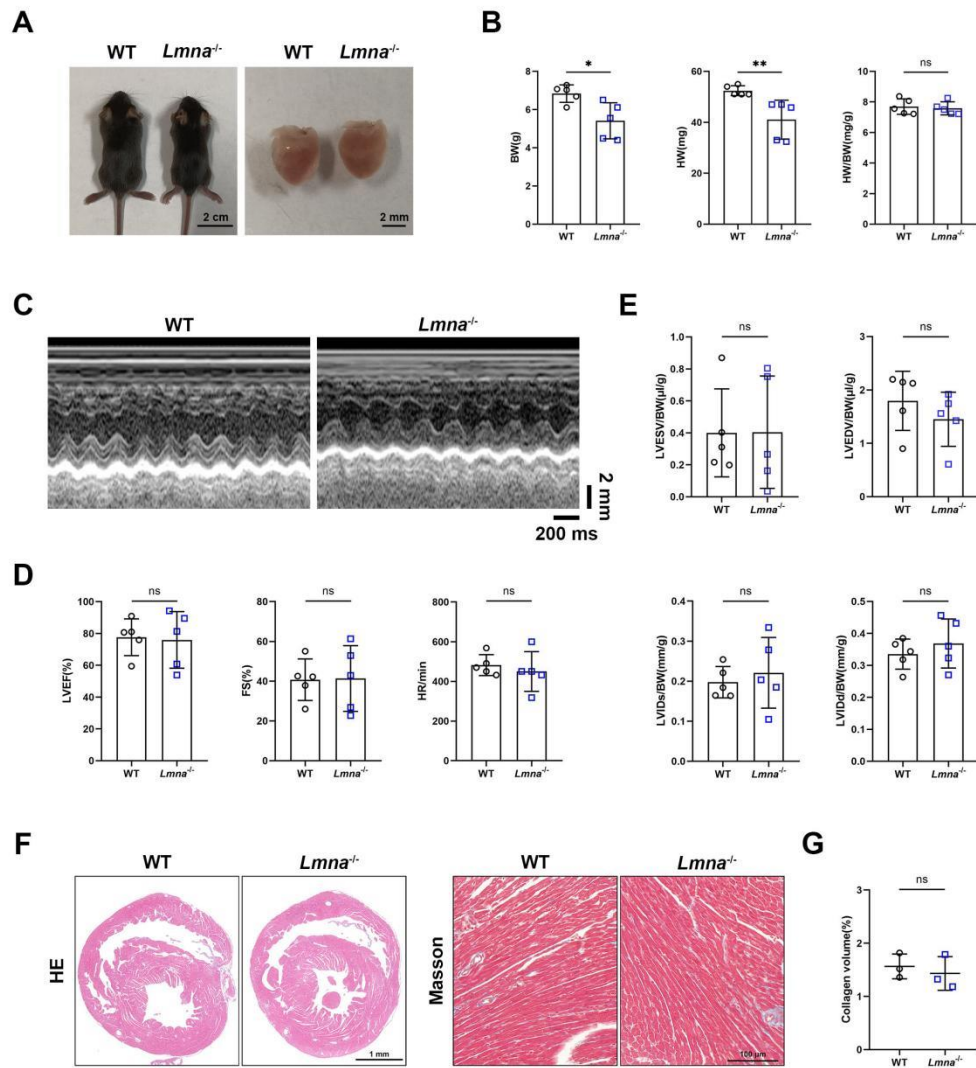 A
WT Lmna-/-
WT Lmna-/-
2 cm
2 mm
B
*
BW(g)
8
6
4
2
0
WT Lmna-/-
**
HW(mg)
60
40
20
0
WT Lmna-/-
ns
HW/BW(mg/g)
10
8
6
4
2
0
WT Lmna-/-
C
WT
Lmna-/-
2 mm
200 ms
D
ns
LVEF(%)
100
80
60
40
20
0
WT Lmna-/-
ns
FS(%)
80
60
40
20
0
WT Lmna-/-
ns
HR/min
800
600
400
200
0
WT Lmna-/-
E
ns
LVESV/BW(μl/g)
1.0
0.8
0.6
0.4
0.2
0.0
WT Lmna-/-
ns
LVEDV/BW(μl/g)
3
2
1
0
WT Lmna-/-
ns
LVIDs/BW(mm/g)
0.4
0.3
0.2
0.1
0.0
WT Lmna-/-
ns
LVIDd/BW(mm/g)
0.5
0.4
0.3
0.2
0.1
0.0
WT Lmna-/-
F
WT
Lmna-/-
HE
1 mm
WT
Lmna-/-
Masson
100 μm
G
ns
Collagen volume(%)
3
2
1
0
WT Lmna-/-